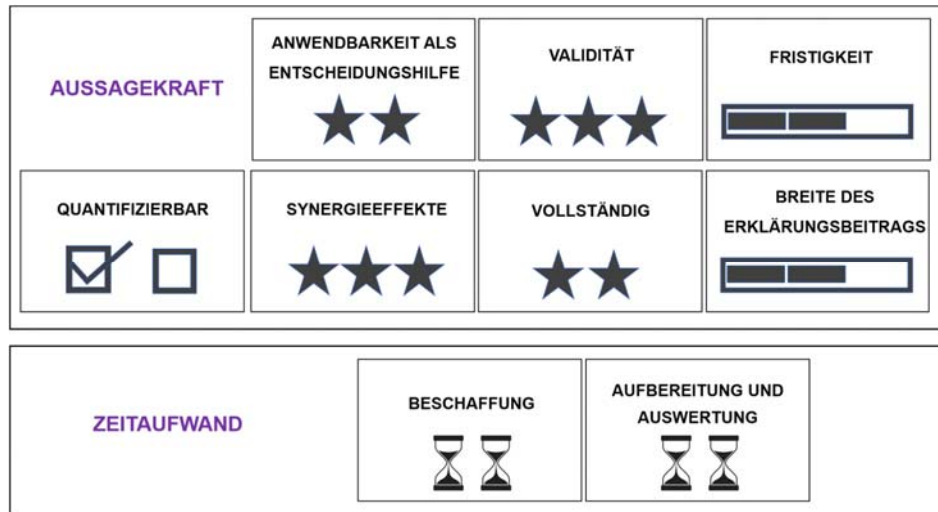 AUSSAGEKRAFT
ANWENDBARKEIT ALS
ENTSCHEIDUNGSHILFE
VALIDITÄT
FRISTIGKEIT
QUANTIFIZIERBAR
SYNERGIEEFFEKTE
VOLLSTÄNDIG
BREITE DES
ERKLÄRUNGSBEITRAGS
ZEITAUFWAND
BESCHAFFUNG
AUFBEREITUNG UND
AUSWERTUNG